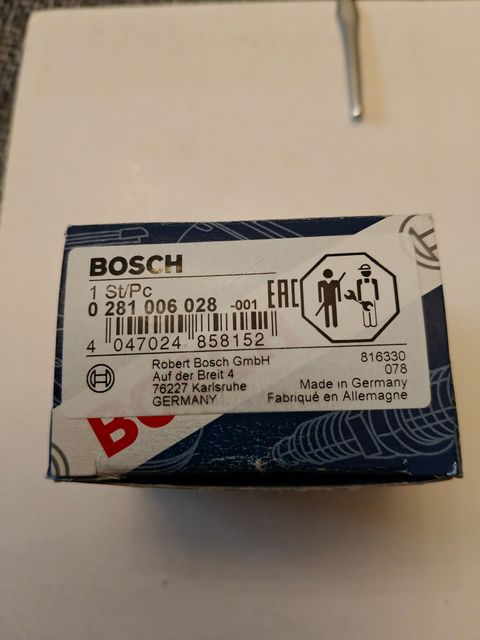 BOSCH
1 St/Pc
0 281 006 028 -001
EAC
4 047024 858152
Robert Bosch GmbH
Auf der Breit 4
76227 Karlsruhe
GERMANY
816330
078
Made in Germany
Fabriqué en Allemagne